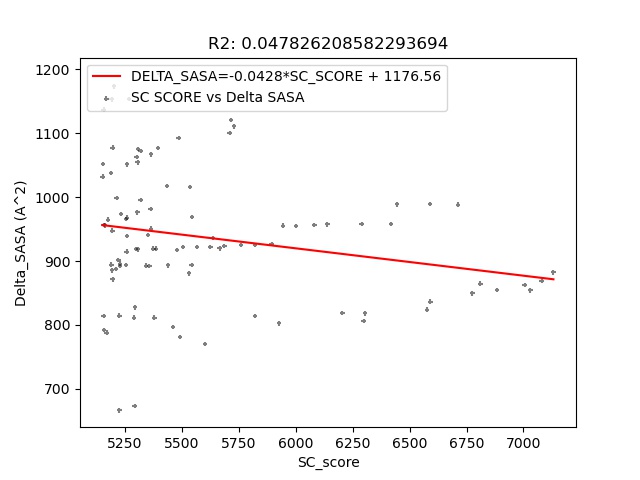 R2: 0.047826208582293694
DELTA_SASA=-0.0428*SC_SCORE + 1176.56
SC SCORE vs Delta SASA
Delta_SASA (A^2)
1200
1100
1000
900
800
700
5250 5500 5750 6000 6250 6500 6750 7000
SC_score